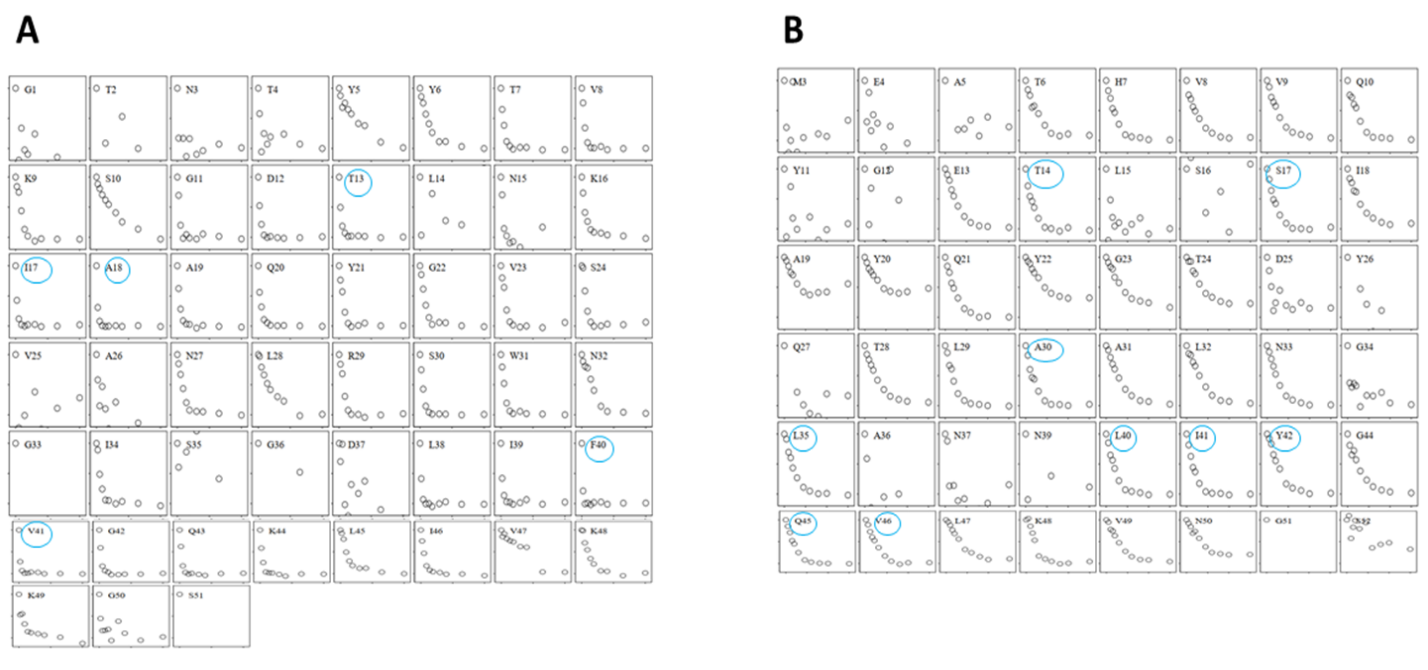 A
B
G1 T2 N3 T4 Y5 Y6 T7 V8
K9 S10 G11 D12 T13 L14 N15 K16
I17 A18 A19 Q20 Y21 G22 V23 S24
V25 A26 N27 L28 R29 S30 W31 N32
G33 I34 S35 G36 D37 L38 I39 F40
V41 G42 Q43 K44 L45 I46 V47 K48
K49 G50 S51
M3 E4 A5 T6 H7 V8 V9 Q10
Y11 G12 E13 T14 L15 S16 S17 I18
A19 Y20 Q21 Y22 G23 T24 D25 Y26
Q27 T28 L29 A30 A31 L32 N33 G34
L35 A36 N37 N39 L40 I41 Y42 G44
Q45 V46 L47 K48 V49 N50 G51